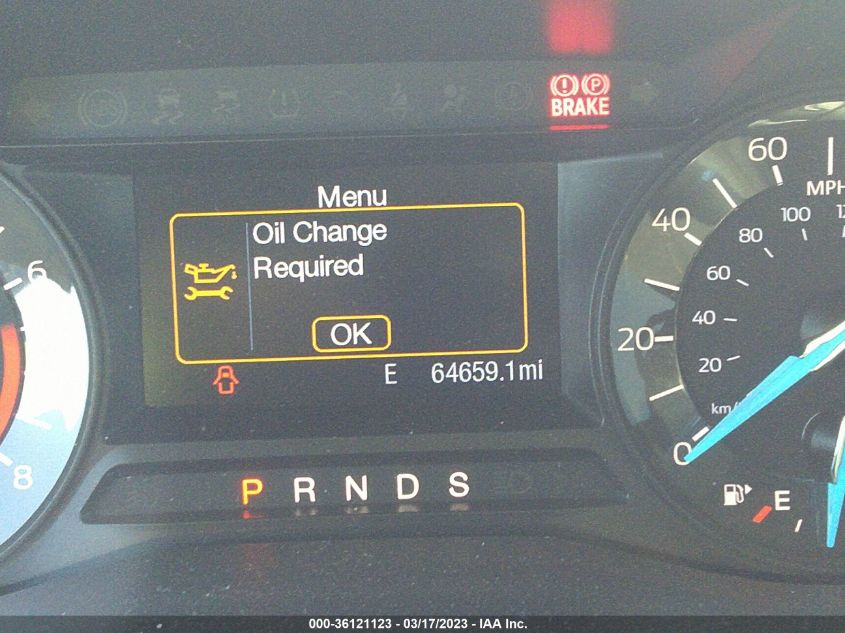 BRAKE
Menu
Oil Change
Required
OK
E 64659.1mi
P R N D S
6
8
60
40
20
0
MPH
100
80
60
40
20
km/
E
000-36121123 - 03/17/2023 - IAA Inc.